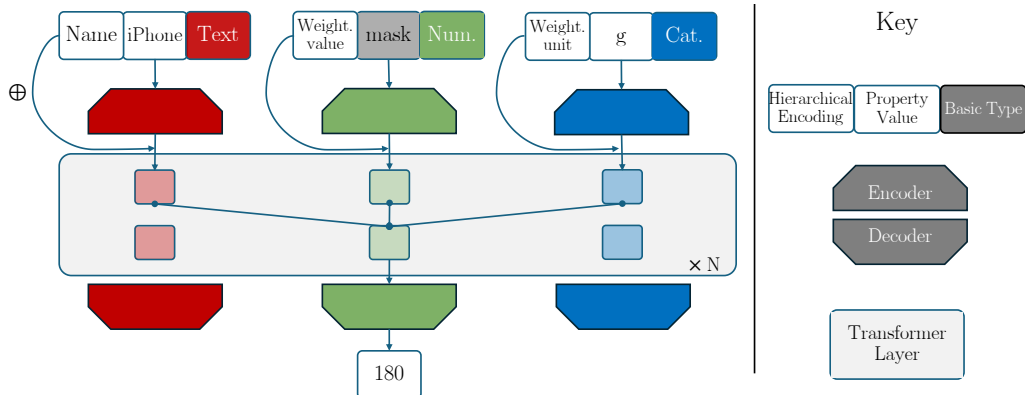 Name iPhone Text
Weight.
value
mask Num.
Weight.
unit
g Cat.
⊕
× N
180
Key
Hierarchical
Encoding
Property
Value
Basic Type
Encoder
Decoder
Transformer
Layer